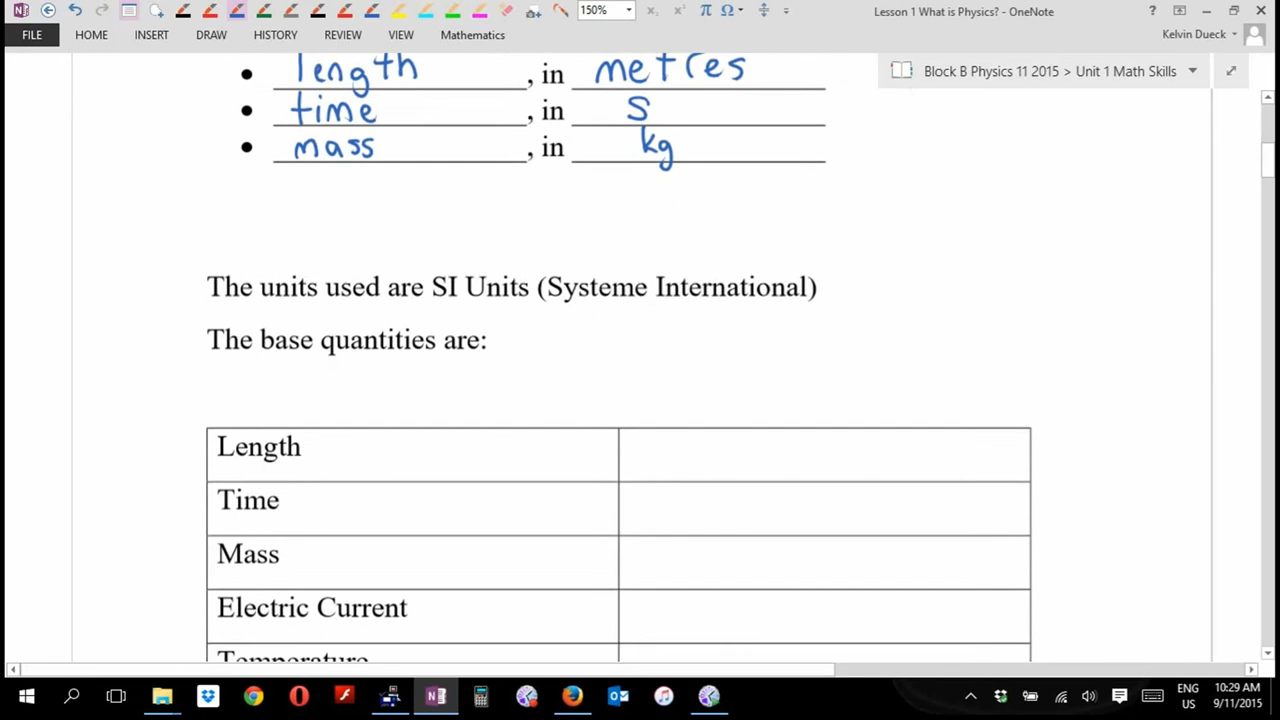 150%
Lesson 1 What is Physics? - OneNote
FILE HOME INSERT DRAW HISTORY REVIEW VIEW Mathematics
Kelvin Dueck
Block B Physics 11 2015 > Unit 1 Math Skills
• length, in metres
• time, in s
• mass, in kg
The units used are SI Units (Systeme International)
The base quantities are:
Length
Time
Mass
Electric Current
Temperature
ENG 10:29 AM
US 9/11/2015